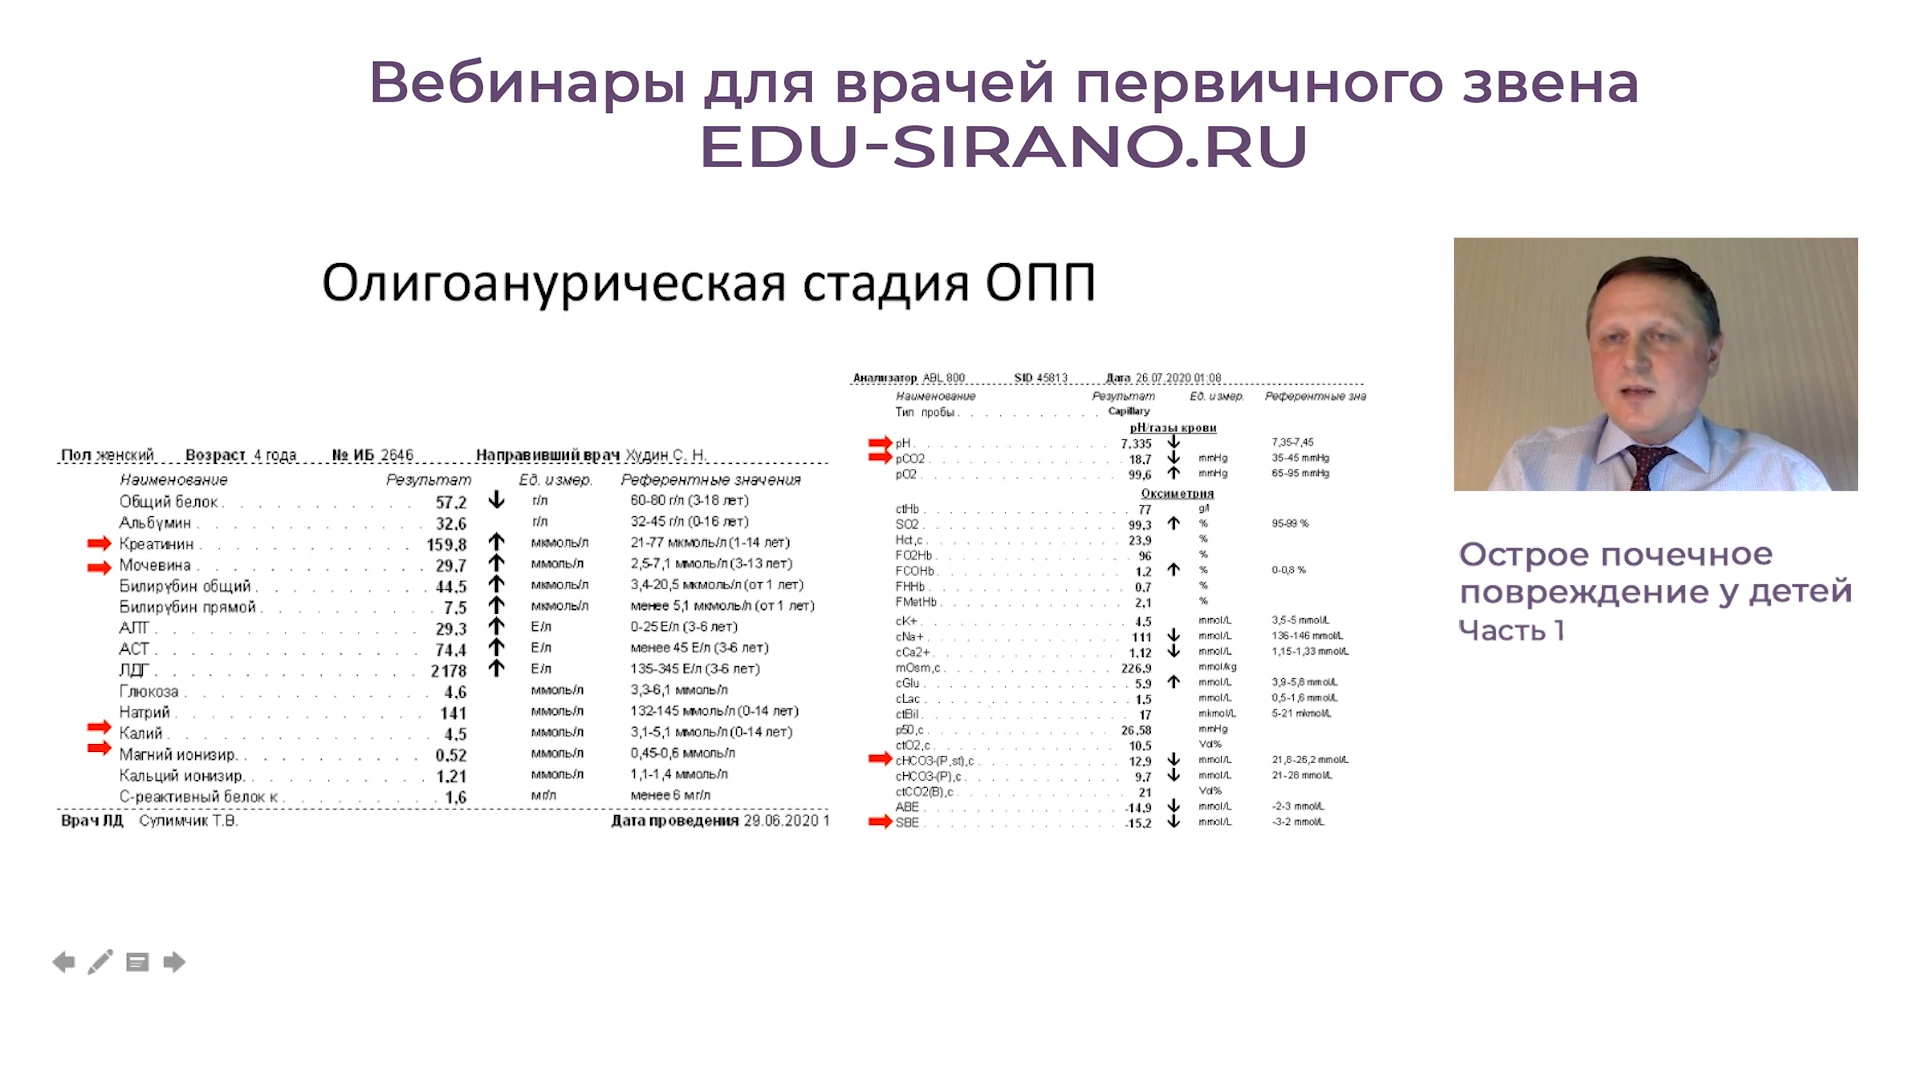 Вебинары для врачей первичного звена
EDU-SIRANO.RU
Олигоанурическая стадия ОПП
Пол женский Возраст 4 года № ИБ 2646 Направивший врач Худин С. Н.
Наименование Результат Ед. измер. Референтные значения
Общий белок 57,2 ↓ г/л 60-80 г/л (3-18 лет)
Альбумин 32,6 г/л 32-45 г/л (0-16 лет)
Креатинин 159,8 ↑ мкмоль/л 21-77 мкмоль/л (1-14 лет)
Мочевина 29,7 ↑ ммоль/л 2,5-7,1 ммоль/л (3-13 лет)
Билирубин общий 44,5 ↑ мкмоль/л 3,4-20,5 мкмоль/л (от 1 лет)
Билирубин прямой 7,5 ↑ мкмоль/л менее 5,1 мкмоль/л (от 1 лет)
АЛТ 29,3 ↑ Е/л 0-25 Е/л (3-6 лет)
АСТ 74,4 ↑ Е/л менее 45 Е/л (3-6 лет)
ЛДГ 2178 ↑ Е/л 135-345 Е/л (3-6 лет)
Глюкоза 4,6 ммоль/л 3,3-6,1 ммоль/л
Натрий 141 ммоль/л 132-145 ммоль/л (0-14 лет)
Калий 4,5 ммоль/л 3,1-5,1 ммоль/л (0-14 лет)
Магний ионизир. 0,52 ммоль/л 0,45-0,6 ммоль/л
Кальций ионизир. 1,21 ммоль/л 1,1-1,4 ммоль/л
С-реактивный белок к 1,6 мг/л менее 6 мг/л
Врач ЛД Сулимчик Т.В. Дата проведения 29.06.2020 1
Анализатор ABL 800 SID 45813 Дата 26.07.2020 01:08
Наименование Результат Ед. измер. Референтные зна
Тип пробы Capillary
pH/газы крови
pH 7,335 ↓ 7,35-7,45
pCO2 18,7 ↓ mmHg 35-45 mmHg
pO2 99,6 ↑ mmHg 65-95 mmHg
Оксиметрия
ctHb 77 g/l
SO2 99,3 ↑ % 95-99 %
Hct,c 23,9 %
FO2Hb 96 %
FCOHb 1,2 ↑ % 0-0,8 %
FHHb 0,7 %
FMetHb 2,1 %
cK+ 4,5 mmol/L 3,5-5 mmol/L
cNa+ 111 ↓ mmol/L 136-146 mmol/L
cCa2+ 1,12 ↓ mmol/L 1,15-1,33 mmol/L
mOsm,c 226,9 mmol/kg
cGlu 5,9 ↑ mmol/L 3,9-5,8 mmol/L
cLac 1,5 mmol/L 0,5-1,6 mmol/L
ctBil 17 mkmol/L 5-21 mkmol/L
p50,c 26,58 mmHg
ctO2,c 10,5 Vol%
cHCO3-(P,st),c 12,9 ↓ mmol/L 21,8-26,2 mmol/L
cHCO3-(P),c 9,7 ↓ mmol/L 21-28 mmol/L
ctCO2(B),c 21 Vol%
ABE -14,9 ↓ mmol/L -2-3 mmol/L
SBE -15,2 ↓ mmol/L -3-2 mmol/L
Острое почечное
повреждение у детей
Часть 1